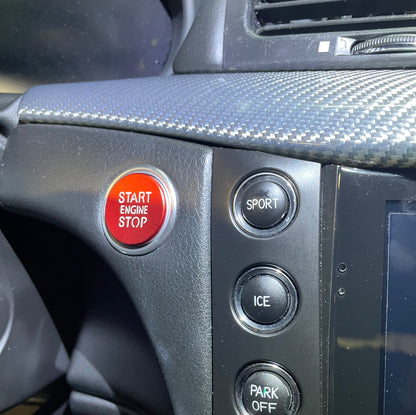 START
ENGINE
STOP
SPORT
ICE
PARK
OFF